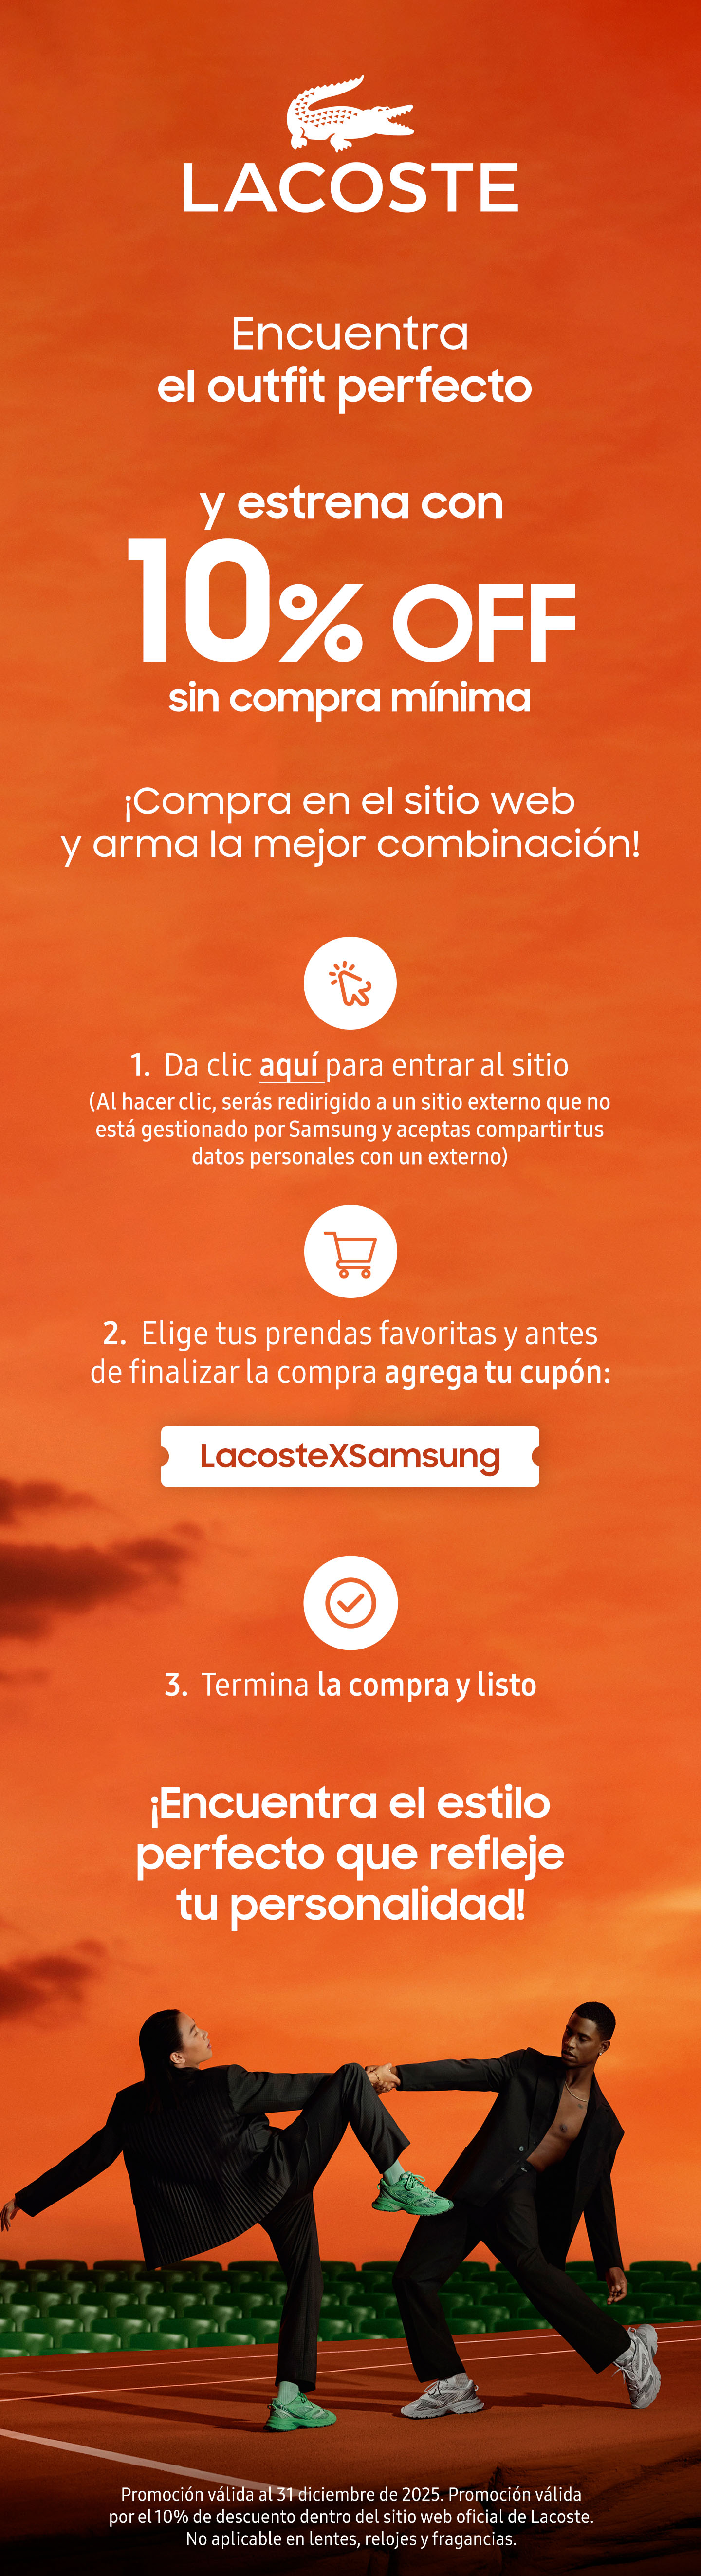 LACOSTE
Encuentra
el outfit perfecto
y estrena con
10% OFF
sin compra mínima
¡Compra en el sitio web
y arma la mejor combinación!
1. Da clic aquí para entrar al sitio
(Al hacer clic, serás redirigido a un sitio externo que no
está gestionado por Samsung y aceptas compartir tus
datos personales con un externo)
2. Elige tus prendas favoritas y antes
de finalizar la compra agrega tu cupón:
LacosteXSamsung
3. Termina la compra y listo
¡Encuentra el estilo
perfecto que refleje
tu personalidad!
Promoción válida al 31 diciembre de 2025. Promoción válida
por el 10% de descuento dentro del sitio web oficial de Lacoste.
No aplicable en lentes, relojes y fragancias.